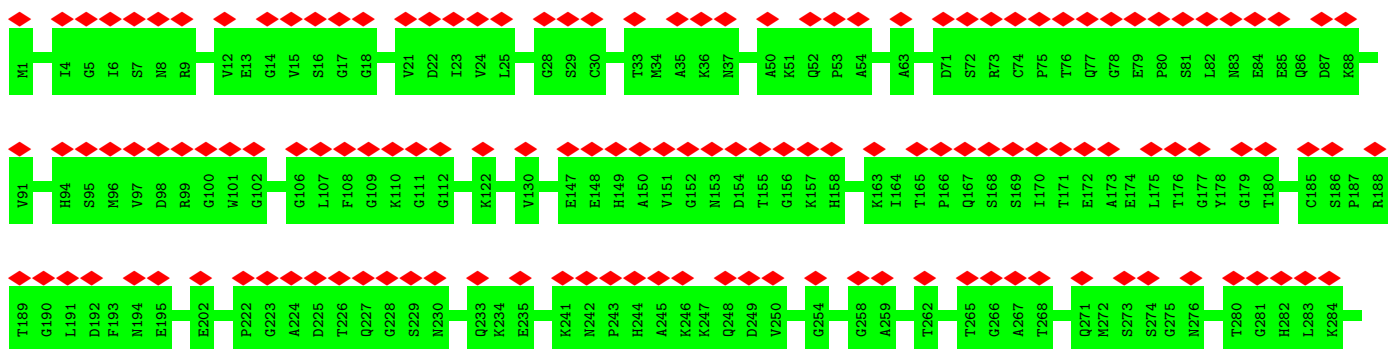 M1 I4 G5 I6 S7 N8 R9 V12 E13 G14 V15 S16 G17 G18 V21 D22 I23 V24 L25 G28 S29 C30 T33 M34 A35 K36 N37 A50 K51 Q52 P53 A54 A63 D71 S72 R73 C74 P75 T76 Q77 G78 E79 P80 S81 L82 N83 E84 E85 Q86 D87 K88
V91 H94 S95 M96 V97 D98 R99 G100 W101 G102 G106 L107 F108 G109 K110 G111 G112 K122 V130 E147 E148 H149 A150 V151 G152 N153 D154 T155 G156 K157 H158 K163 I164 T165 P166 Q167 S168 S169 I170 T171 E172 A173 E174 L175 T176 G177 Y178 G179 T180 C185 S186 P187 R188
T189 G190 L191 D192 F193 N194 E195 E202 P222 G223 A224 D225 T226 Q227 G228 S229 N230 Q233 K234 E235 K241 N242 P243 H244 A245 K246 K247 Q248 D249 V250 G254 G258 A259 T262 T265 G266 A267 T268 Q271 M272 S273 S274 G275 N276 T280 G281 H282 L283 K284